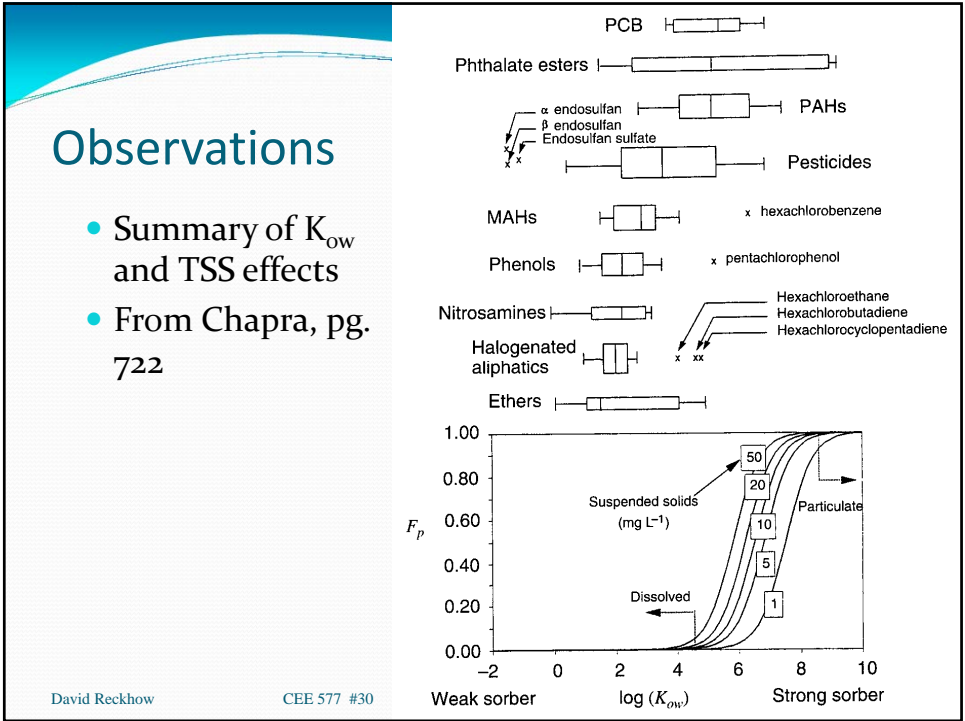 Observations
• Summary of Kow
and TSS effects
• From Chapra, pg.
722
David Reckhow
CEE 577 #30
PCB
Phthalate esters
PAHs
α endosulfan
β endosulfan
Endosulfan sulfate
Pesticides
MAHs
x hexachlorobenzene
Phenols
x pentachlorophenol
Nitrosamines
Hexachloroethane
Hexachlorobutadiene
Hexachlorocyclopentadiene
Halogenated
aliphatics
x xx
Ethers
1.00
0.80
0.60
0.40
0.20
0.00
Fp
Suspended solids
(mg L–1)
50
20
10
5
1
Particulate
Dissolved
–2 0 2 4 6 8 10
Weak sorber log (Kow) Strong sorber